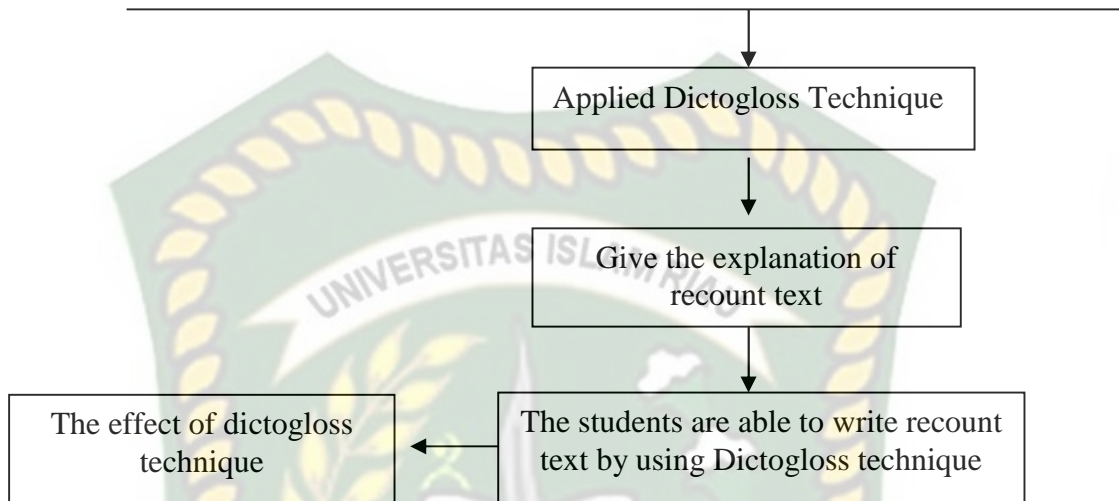 Applied Dictogloss Technique
UNIVERSITAS ISLAM RIAU
Give the explanation of
recount text
The effect of dictogloss
technique
The students are able to write recount
text by using Dictogloss technique